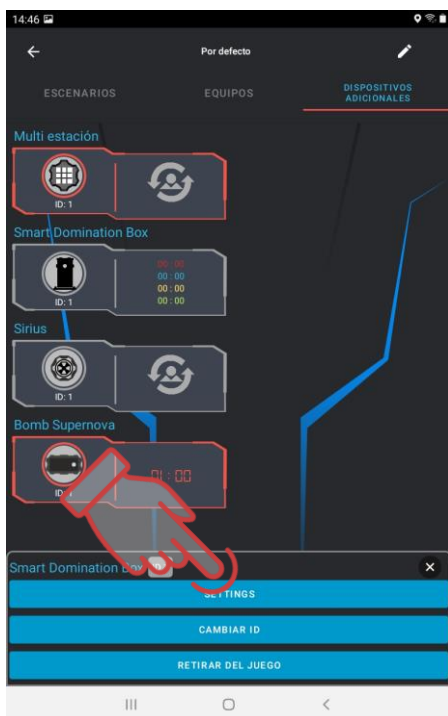 14:46
Por defecto
ESCENARIOS
EQUIPOS
DISPOSITIVOS
ADICIONALES
Multi estación
ID: 1
Smart Domination Box
00:00
00:00
00:00
00:00
ID: 1
Sirius
ID: 1
Bomb Supernova
01:00
Smart Domination Box
SETTINGS
CAMBIAR ID
RETIRAR DEL JUEGO